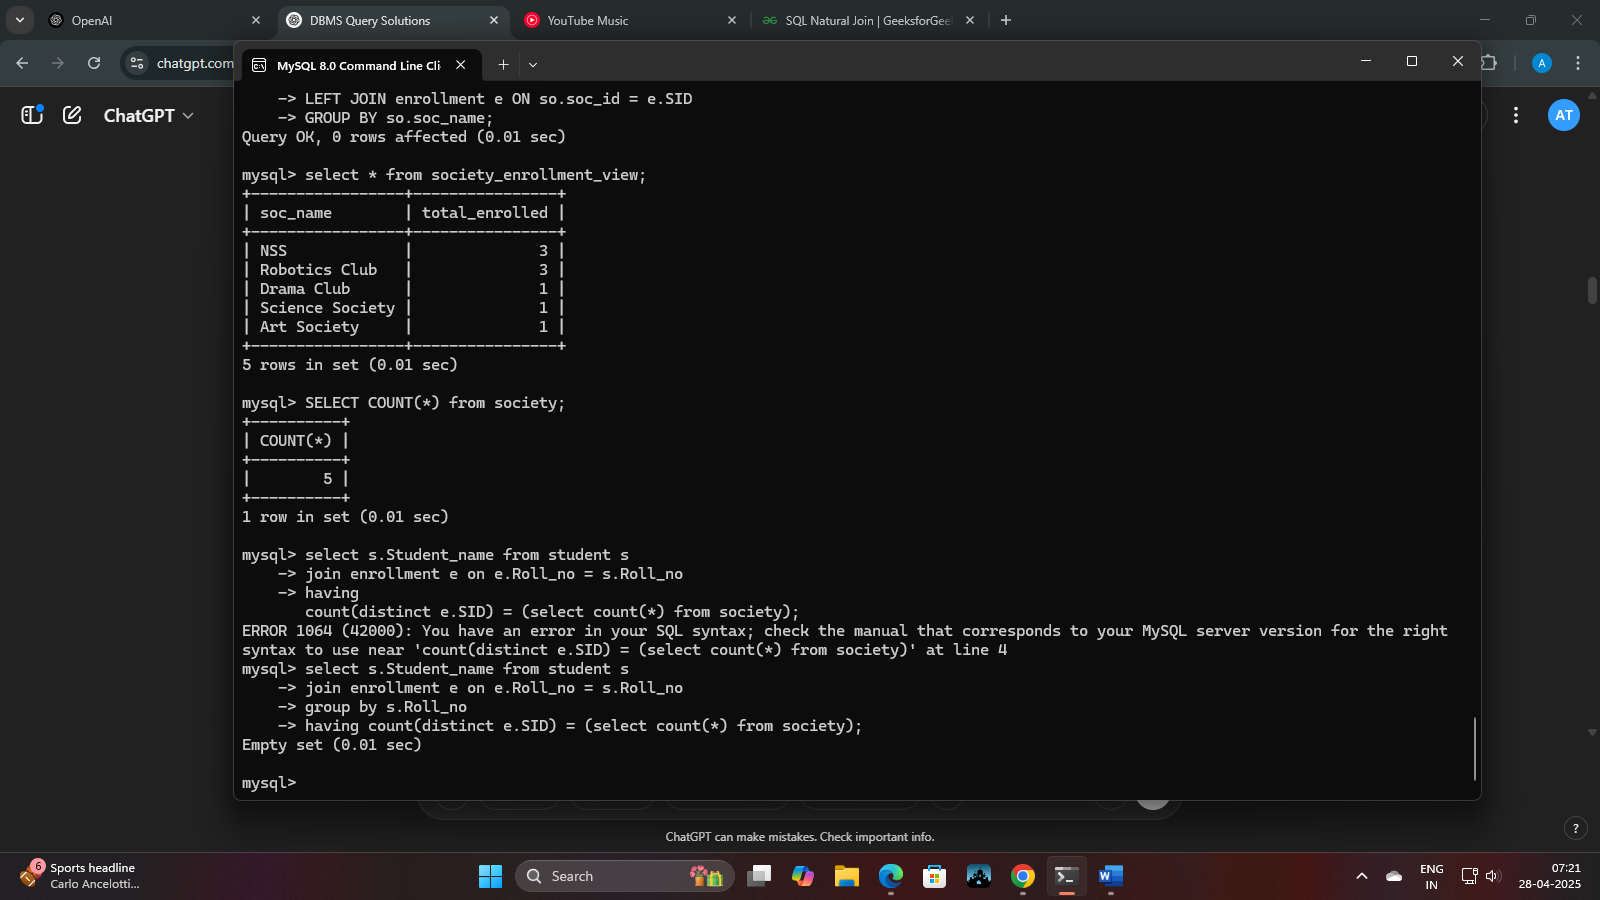 OpenAI
DBMS Query Solutions
YouTube Music
SQL Natural Join | GeeksforGeel
chatgpt.com
A
MySQL 8.0 Command Line Cli
ChatGPT
AT
-> LEFT JOIN enrollment e ON so.soc_id = e.SID
-> GROUP BY so.soc_name;
Query OK, 0 rows affected (0.01 sec)
mysql> select * from society_enrollment_view;
+-----------------+----------------+
| soc_name        | total_enrolled |
+-----------------+----------------+
| NSS             |              3 |
| Robotics Club   |              3 |
| Drama Club      |              1 |
| Science Society |              1 |
| Art Society     |              1 |
+-----------------+----------------+
5 rows in set (0.01 sec)
mysql> SELECT COUNT(*) from society;
+----------+
| COUNT(*) |
+----------+
|        5 |
+----------+
1 row in set (0.01 sec)
mysql> select s.Student_name from student s
-> join enrollment e on e.Roll_no = s.Roll_no
-> having
count(distinct e.SID) = (select count(*) from society);
ERROR 1064 (42000): You have an error in your SQL syntax; check the manual that corresponds to your MySQL server version for the right
syntax to use near 'count(distinct e.SID) = (select count(*) from society)' at line 4
mysql> select s.Student_name from student s
-> join enrollment e on e.Roll_no = s.Roll_no
-> group by s.Roll_no
-> having count(distinct e.SID) = (select count(*) from society);
Empty set (0.01 sec)
mysql>
ChatGPT can make mistakes. Check important info.
?
6
Sports headline
Carlo Ancelotti...
Search
W
ENG
IN
07:21
28-04-2025